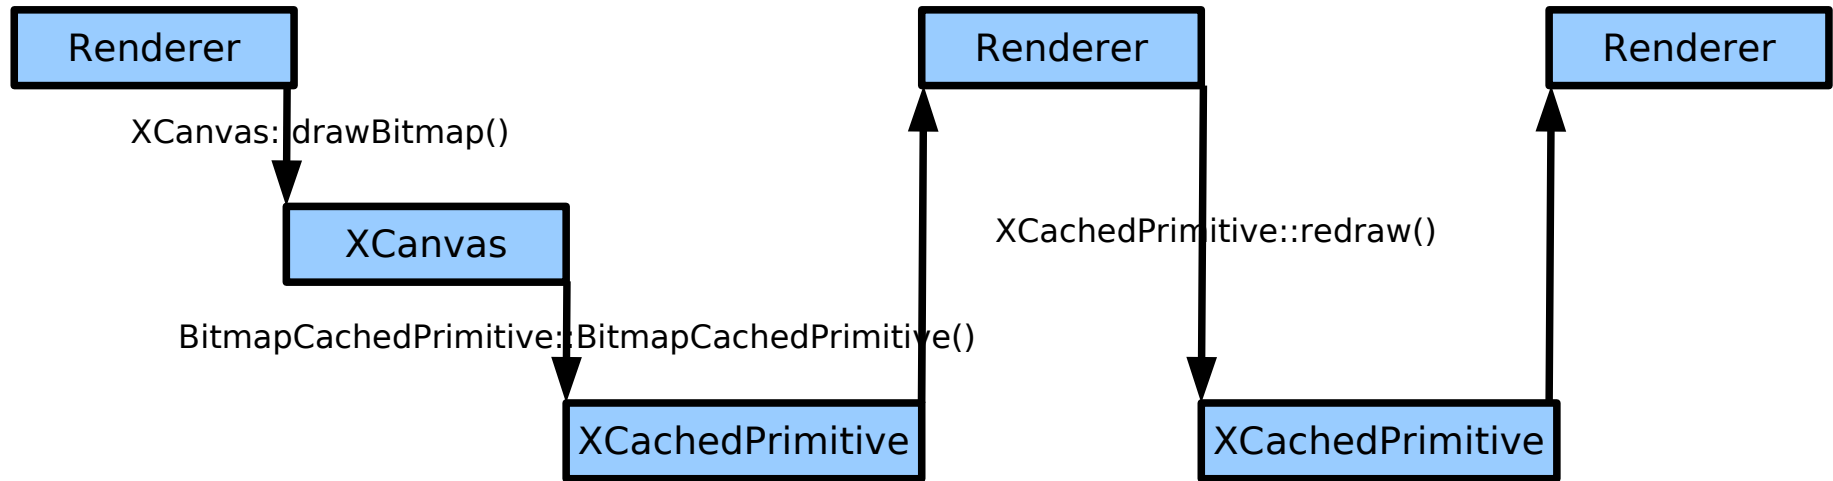 Renderer
Renderer
Renderer
XCanvas::drawBitmap()
XCachedPrimitive::redraw()
XCanvas
BitmapCachedPrimitive::BitmapCachedPrimitive()
XCachedPrimitive
XCachedPrimitive